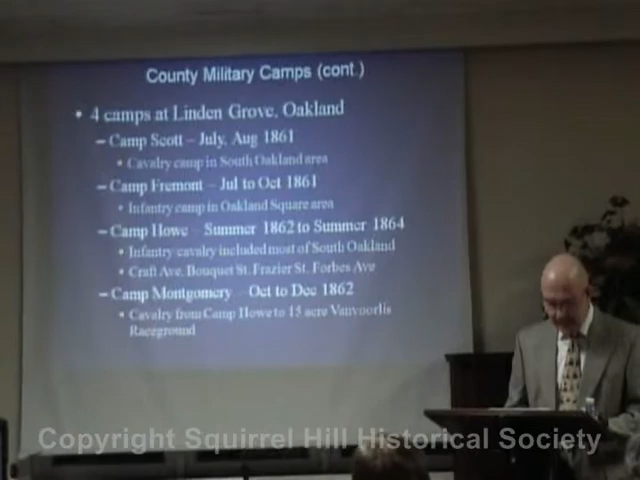 County Military Camps (cont.)
• 4 camps at Linden Grove, Oakland
– Camp Scott – July, Aug 1861
• Cavalry camp in South Oakland area
– Camp Fremont – Jul to Oct 1861
• Infantry camp in Oakland Square area
– Camp Howe – Summer 1862 to Summer 1864
• Infantry cavalry included most of South Oakland
• Craft Ave, Bouquet St. Frazier St. Forbes Ave
– Camp Montgomery – Oct to Dec 1862
• Cavalry from Camp Howe to 15 acre Vanvoorlis
Raceground
Copyright Squirrel Hill Historical Society